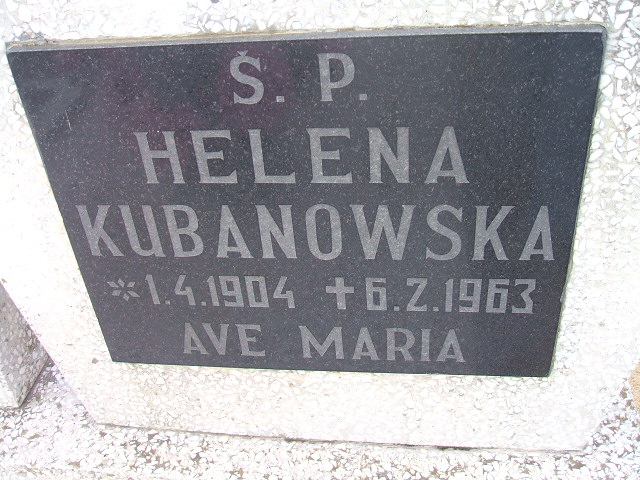 Ś. P.
HELENA
KUBANOWSKA
* 1.4.1904 ✝ 6.2.1963
AVE MARIA